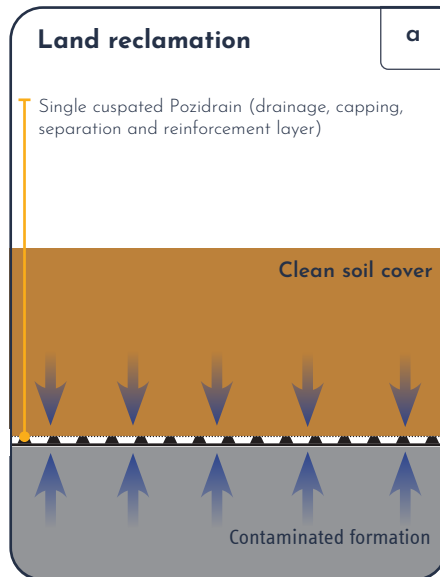 Land reclamation
a
Single cuspated Pozidrain (drainage, capping,
separation and reinforcement layer)
Clean soil cover
Contaminated formation